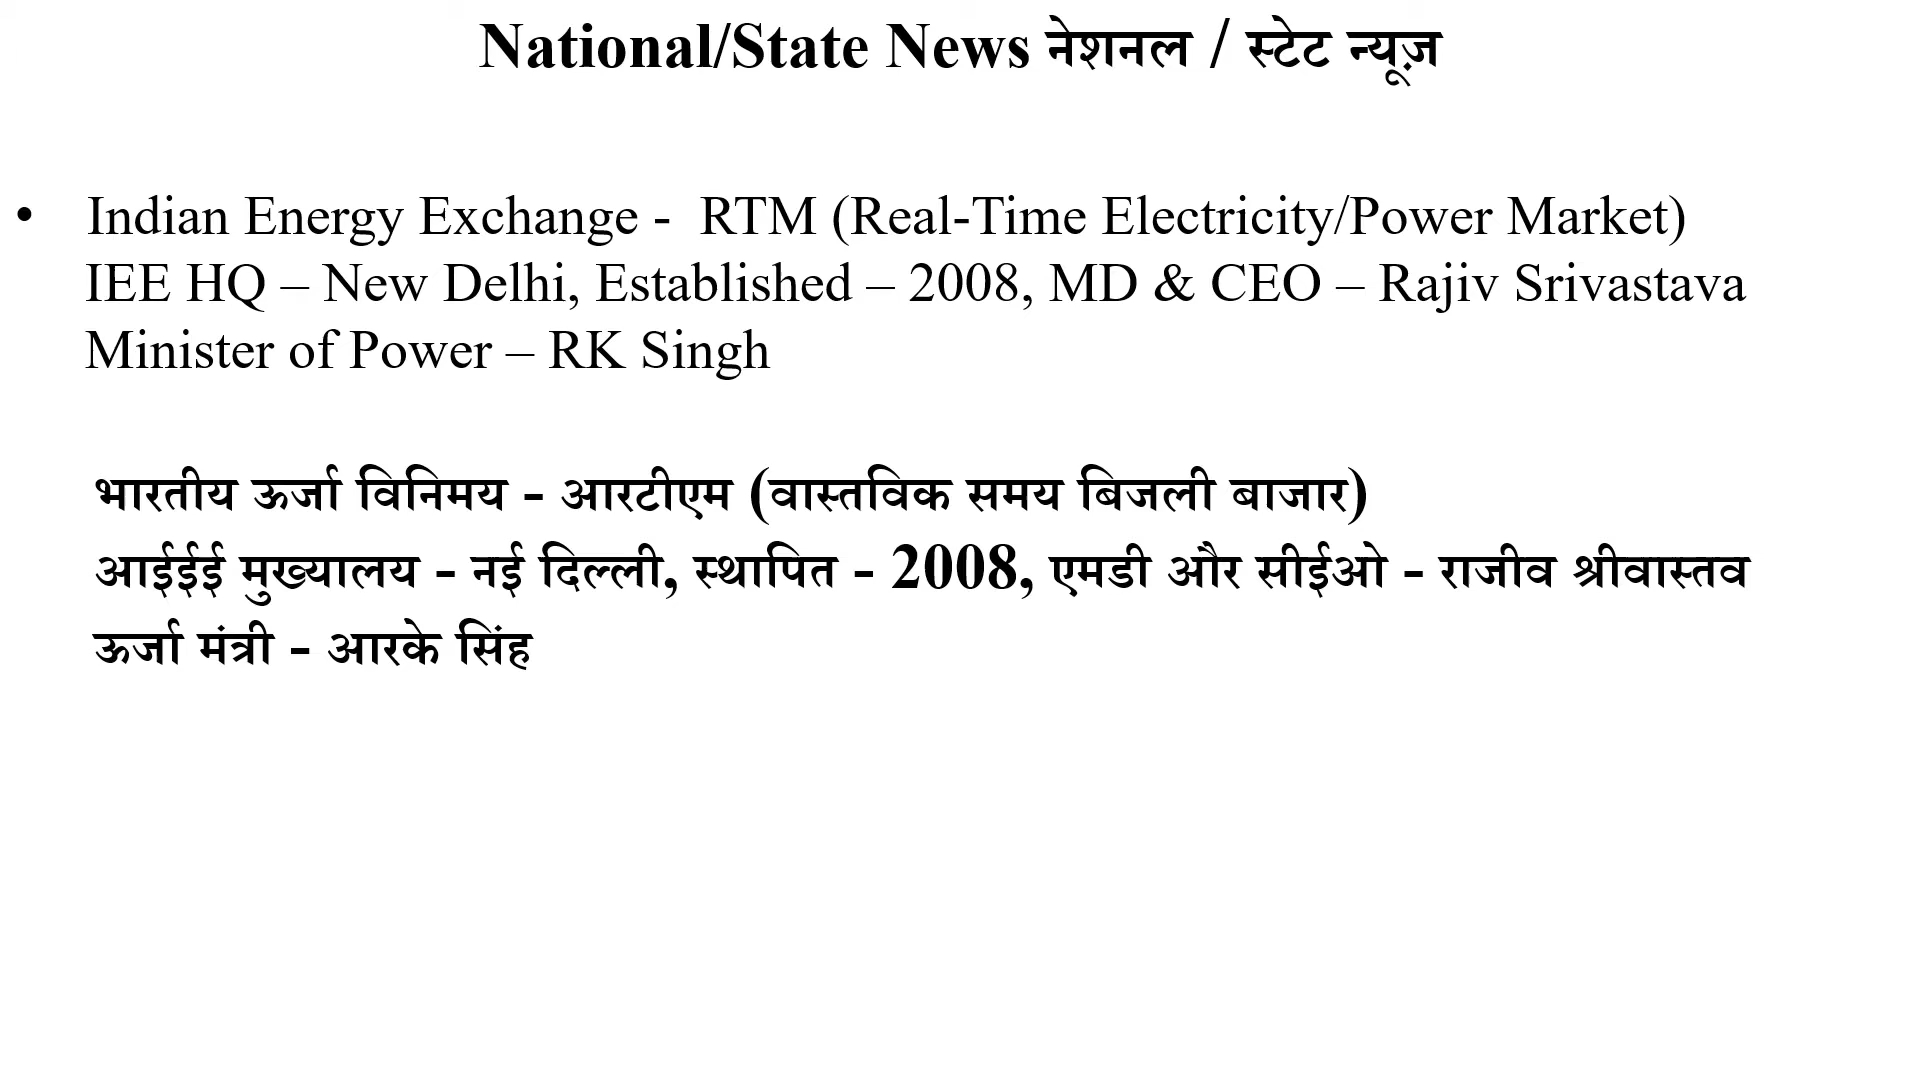 National/State News नेशनल / स्टेट न्यूज़
• Indian Energy Exchange - RTM (Real-Time Electricity/Power Market)
IEE HQ – New Delhi, Established – 2008, MD & CEO – Rajiv Srivastava
Minister of Power – RK Singh
भारतीय ऊर्जा विनिमय - आरटीएम (वास्तविक समय बिजली बाजार)
आईईई मुख्यालय - नई दिल्ली, स्थापित - 2008, एमडी और सीईओ - राजीव श्रीवास्तव
ऊर्जा मंत्री - आरके सिंह